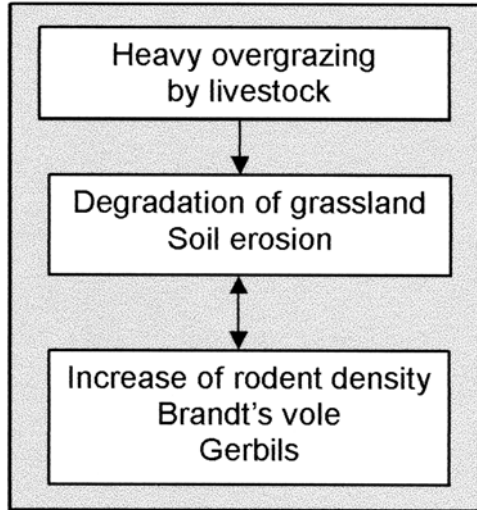 Heavy overgrazing
by livestock
Degradation of grassland
Soil erosion
Increase of rodent density
Brandt's vole
Gerbils